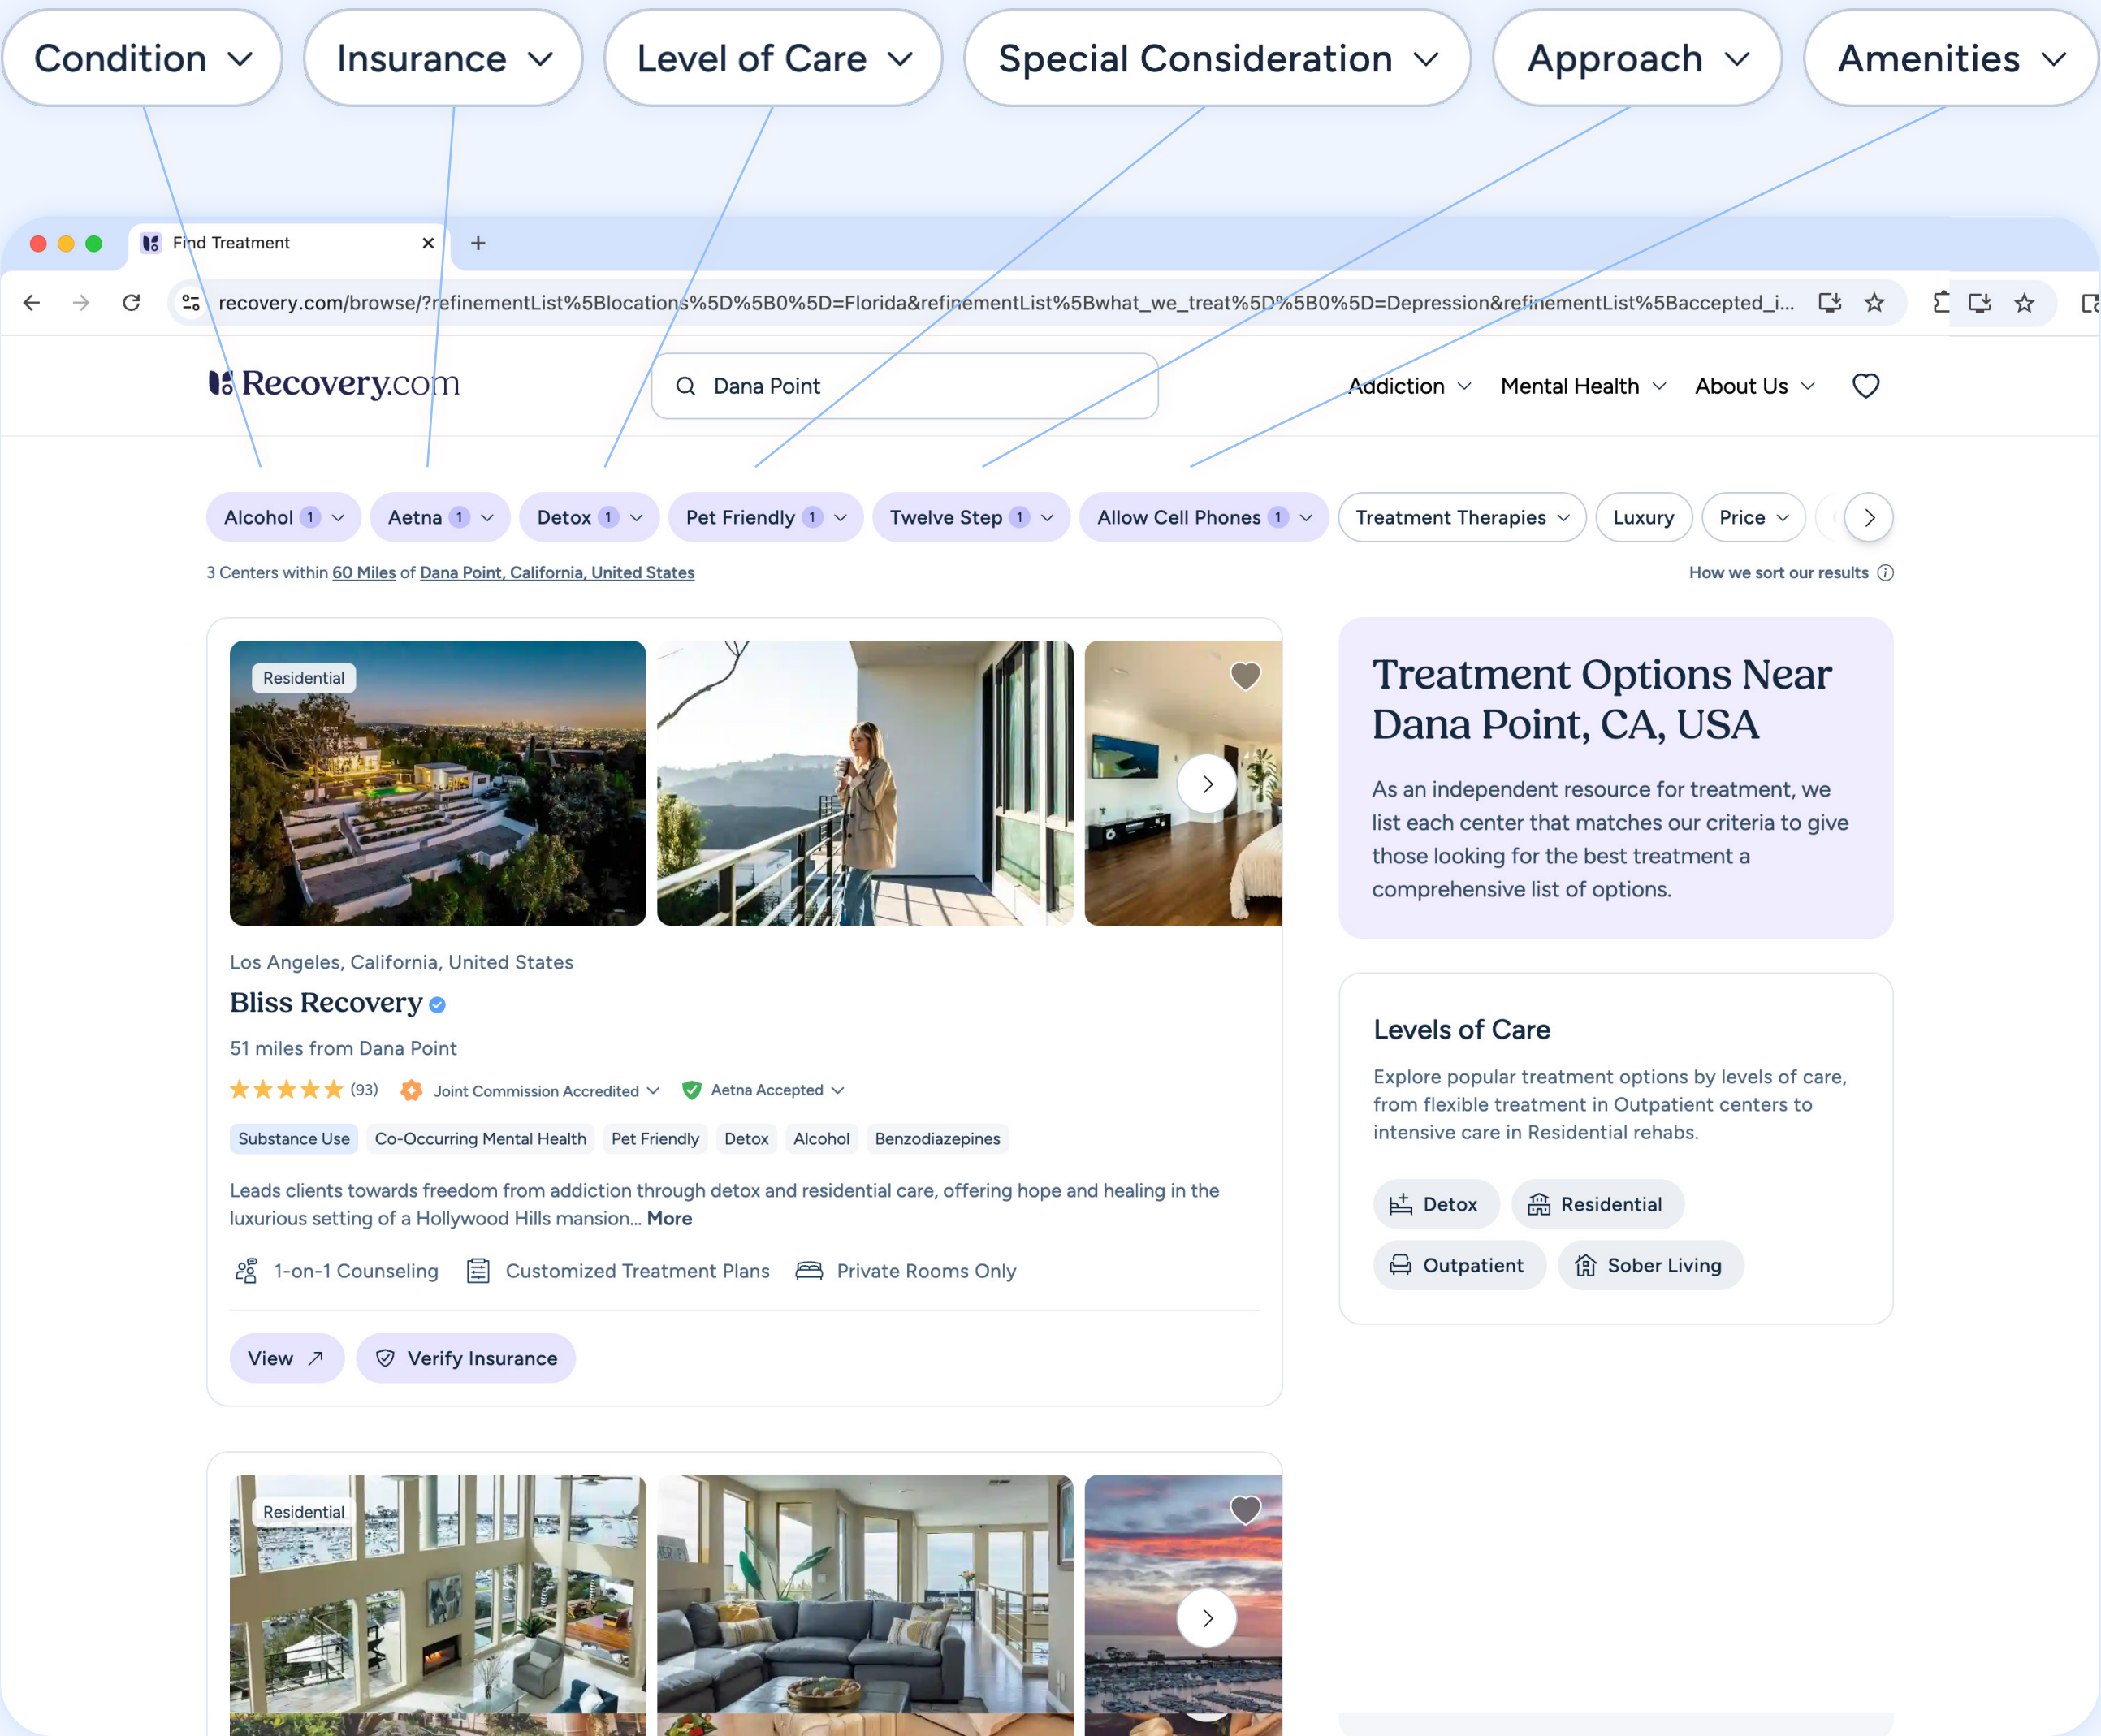 Condition
Insurance
Level of Care
Special Consideration
Approach
Amenities
Find Treatment
recovery.com/browse/?refinementList%5Blocations%5D%5B0%5D=Florida&refinementList%5Bwhat_we_treat%5D%5B0%5D=Depression&refinementList%5Baccepted_i...
Recovery.com
Dana Point
Addiction
Mental Health
About Us
Alcohol 1
Aetna 1
Detox 1
Pet Friendly 1
Twelve Step 1
Allow Cell Phones 1
Treatment Therapies
Luxury
Price
3 Centers within 60 Miles of Dana Point, California, United States
How we sort our results
Residential
Los Angeles, California, United States
Bliss Recovery
51 miles from Dana Point
(93)
Joint Commission Accredited
Aetna Accepted
Substance Use
Co-Occurring Mental Health
Pet Friendly
Detox
Alcohol
Benzodiazepines
Leads clients towards freedom from addiction through detox and residential care, offering hope and healing in the
luxurious setting of a Hollywood Hills mansion... More
1-on-1 Counseling
Customized Treatment Plans
Private Rooms Only
View
Verify Insurance
Treatment Options Near
Dana Point, CA, USA
As an independent resource for treatment, we
list each center that matches our criteria to give
those looking for the best treatment a
comprehensive list of options.
Levels of Care
Explore popular treatment options by levels of care,
from flexible treatment in Outpatient centers to
intensive care in Residential rehabs.
Detox
Residential
Outpatient
Sober Living
Residential